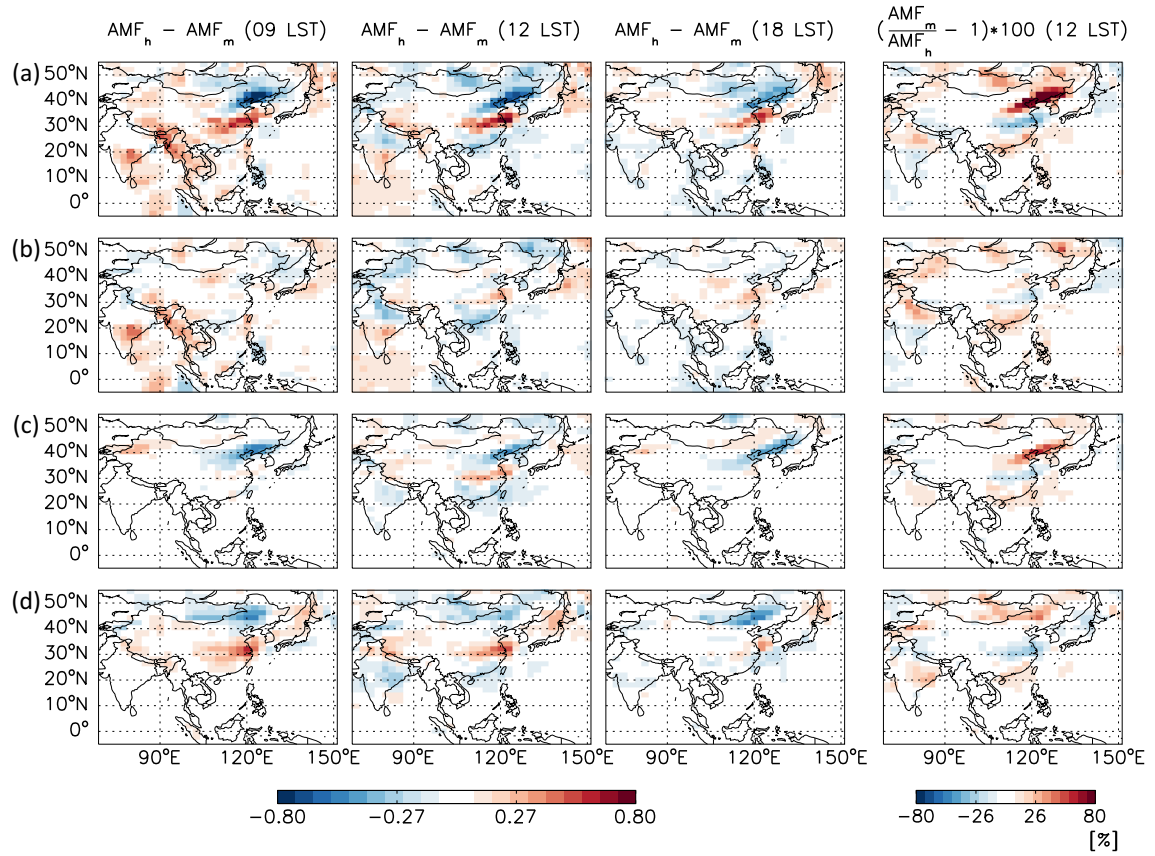 AMF_h − AMF_m (09 LST) AMF_h − AMF_m (12 LST) AMF_h − AMF_m (18 LST) (AMF_m/AMF_h − 1)*100 (12 LST)
(a)
50°N
40°N
30°N
20°N
10°N
0°
(b)
50°N
40°N
30°N
20°N
10°N
0°
(c)
50°N
40°N
30°N
20°N
10°N
0°
(d)
50°N
40°N
30°N
20°N
10°N
0°
90°E 120°E 150°E 90°E 120°E 150°E 90°E 120°E 150°E 90°E 120°E 150°E
−0.80 −0.27 0.27 0.80 −80 −26 26 80
[%]